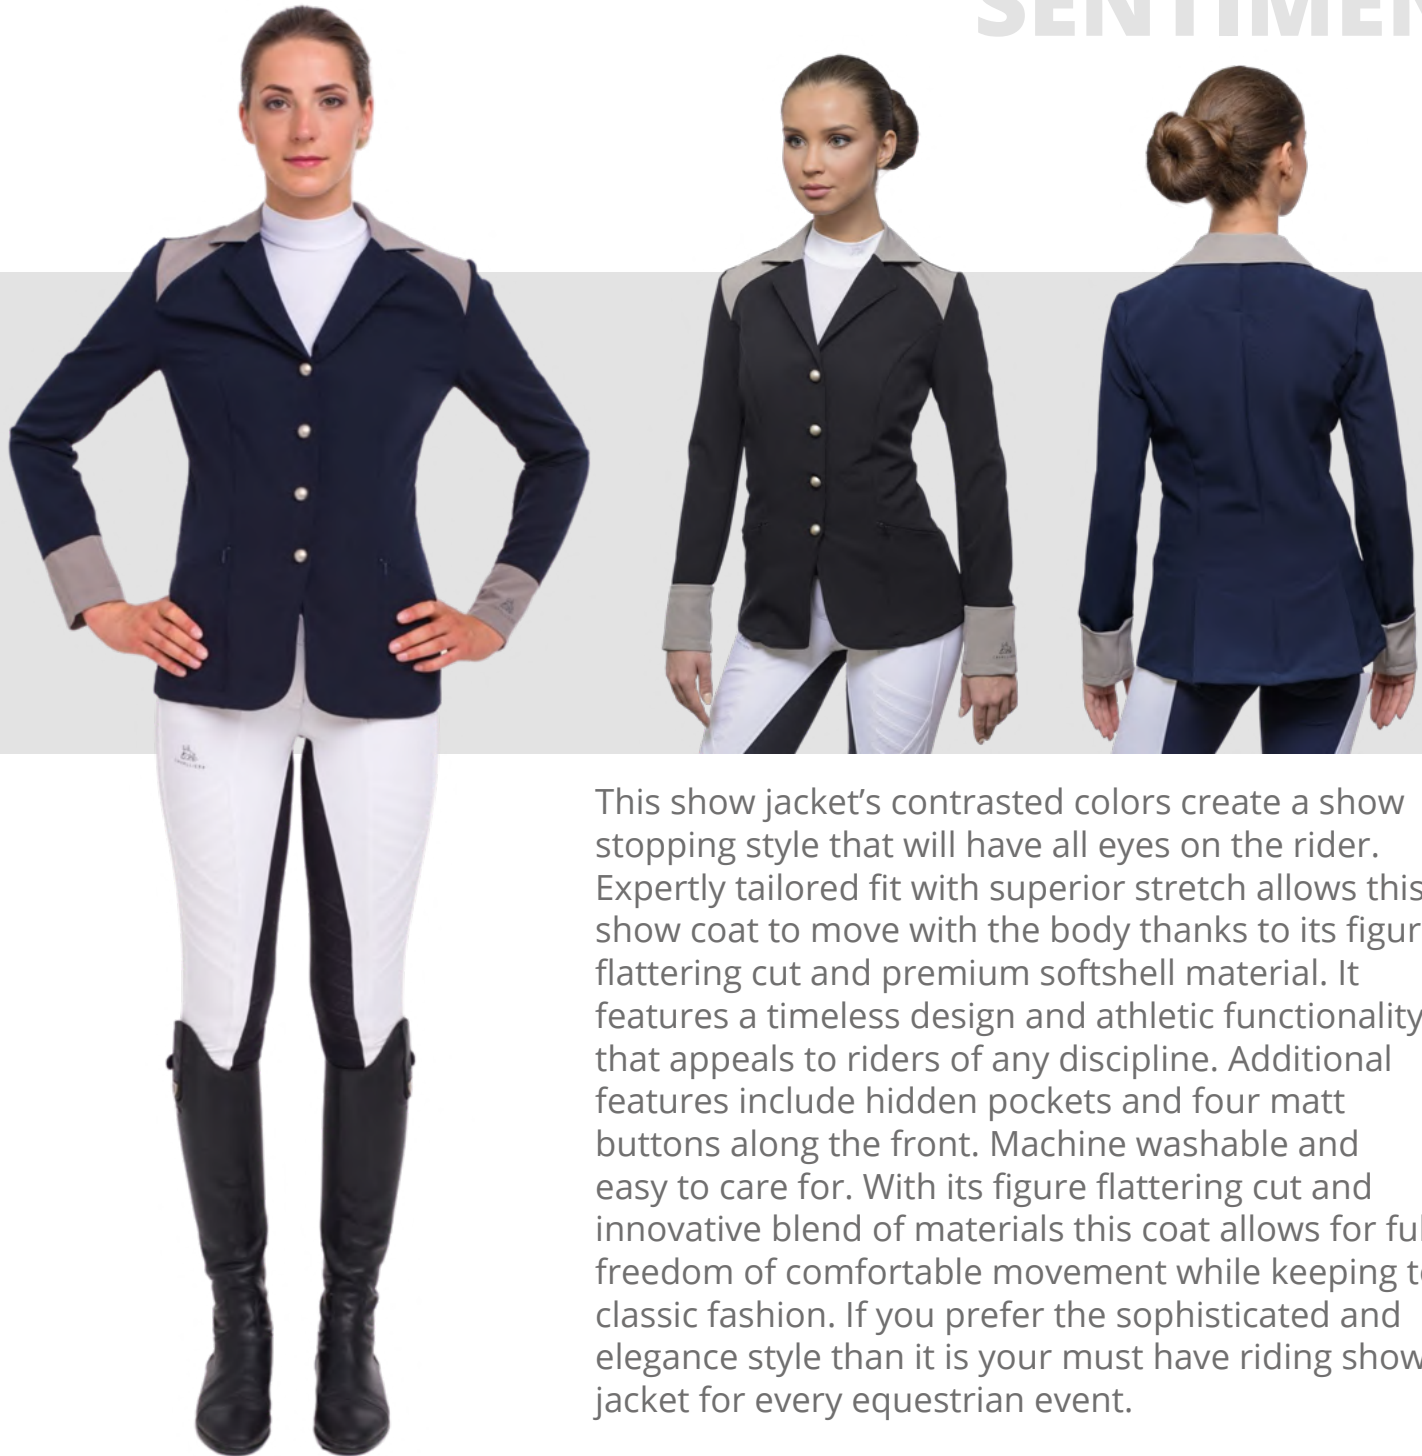 SENTIMEN
This show jacket’s contrasted colors create a show
stopping style that will have all eyes on the rider.
Expertly tailored fit with superior stretch allows this
show coat to move with the body thanks to its figur
flattering cut and premium softshell material. It
features a timeless design and athletic functionality
that appeals to riders of any discipline. Additional
features include hidden pockets and four matt
buttons along the front. Machine washable and
easy to care for. With its figure flattering cut and
innovative blend of materials this coat allows for ful
freedom of comfortable movement while keeping to
classic fashion. If you prefer the sophisticated and
elegance style than it is your must have riding show
jacket for every equestrian event.